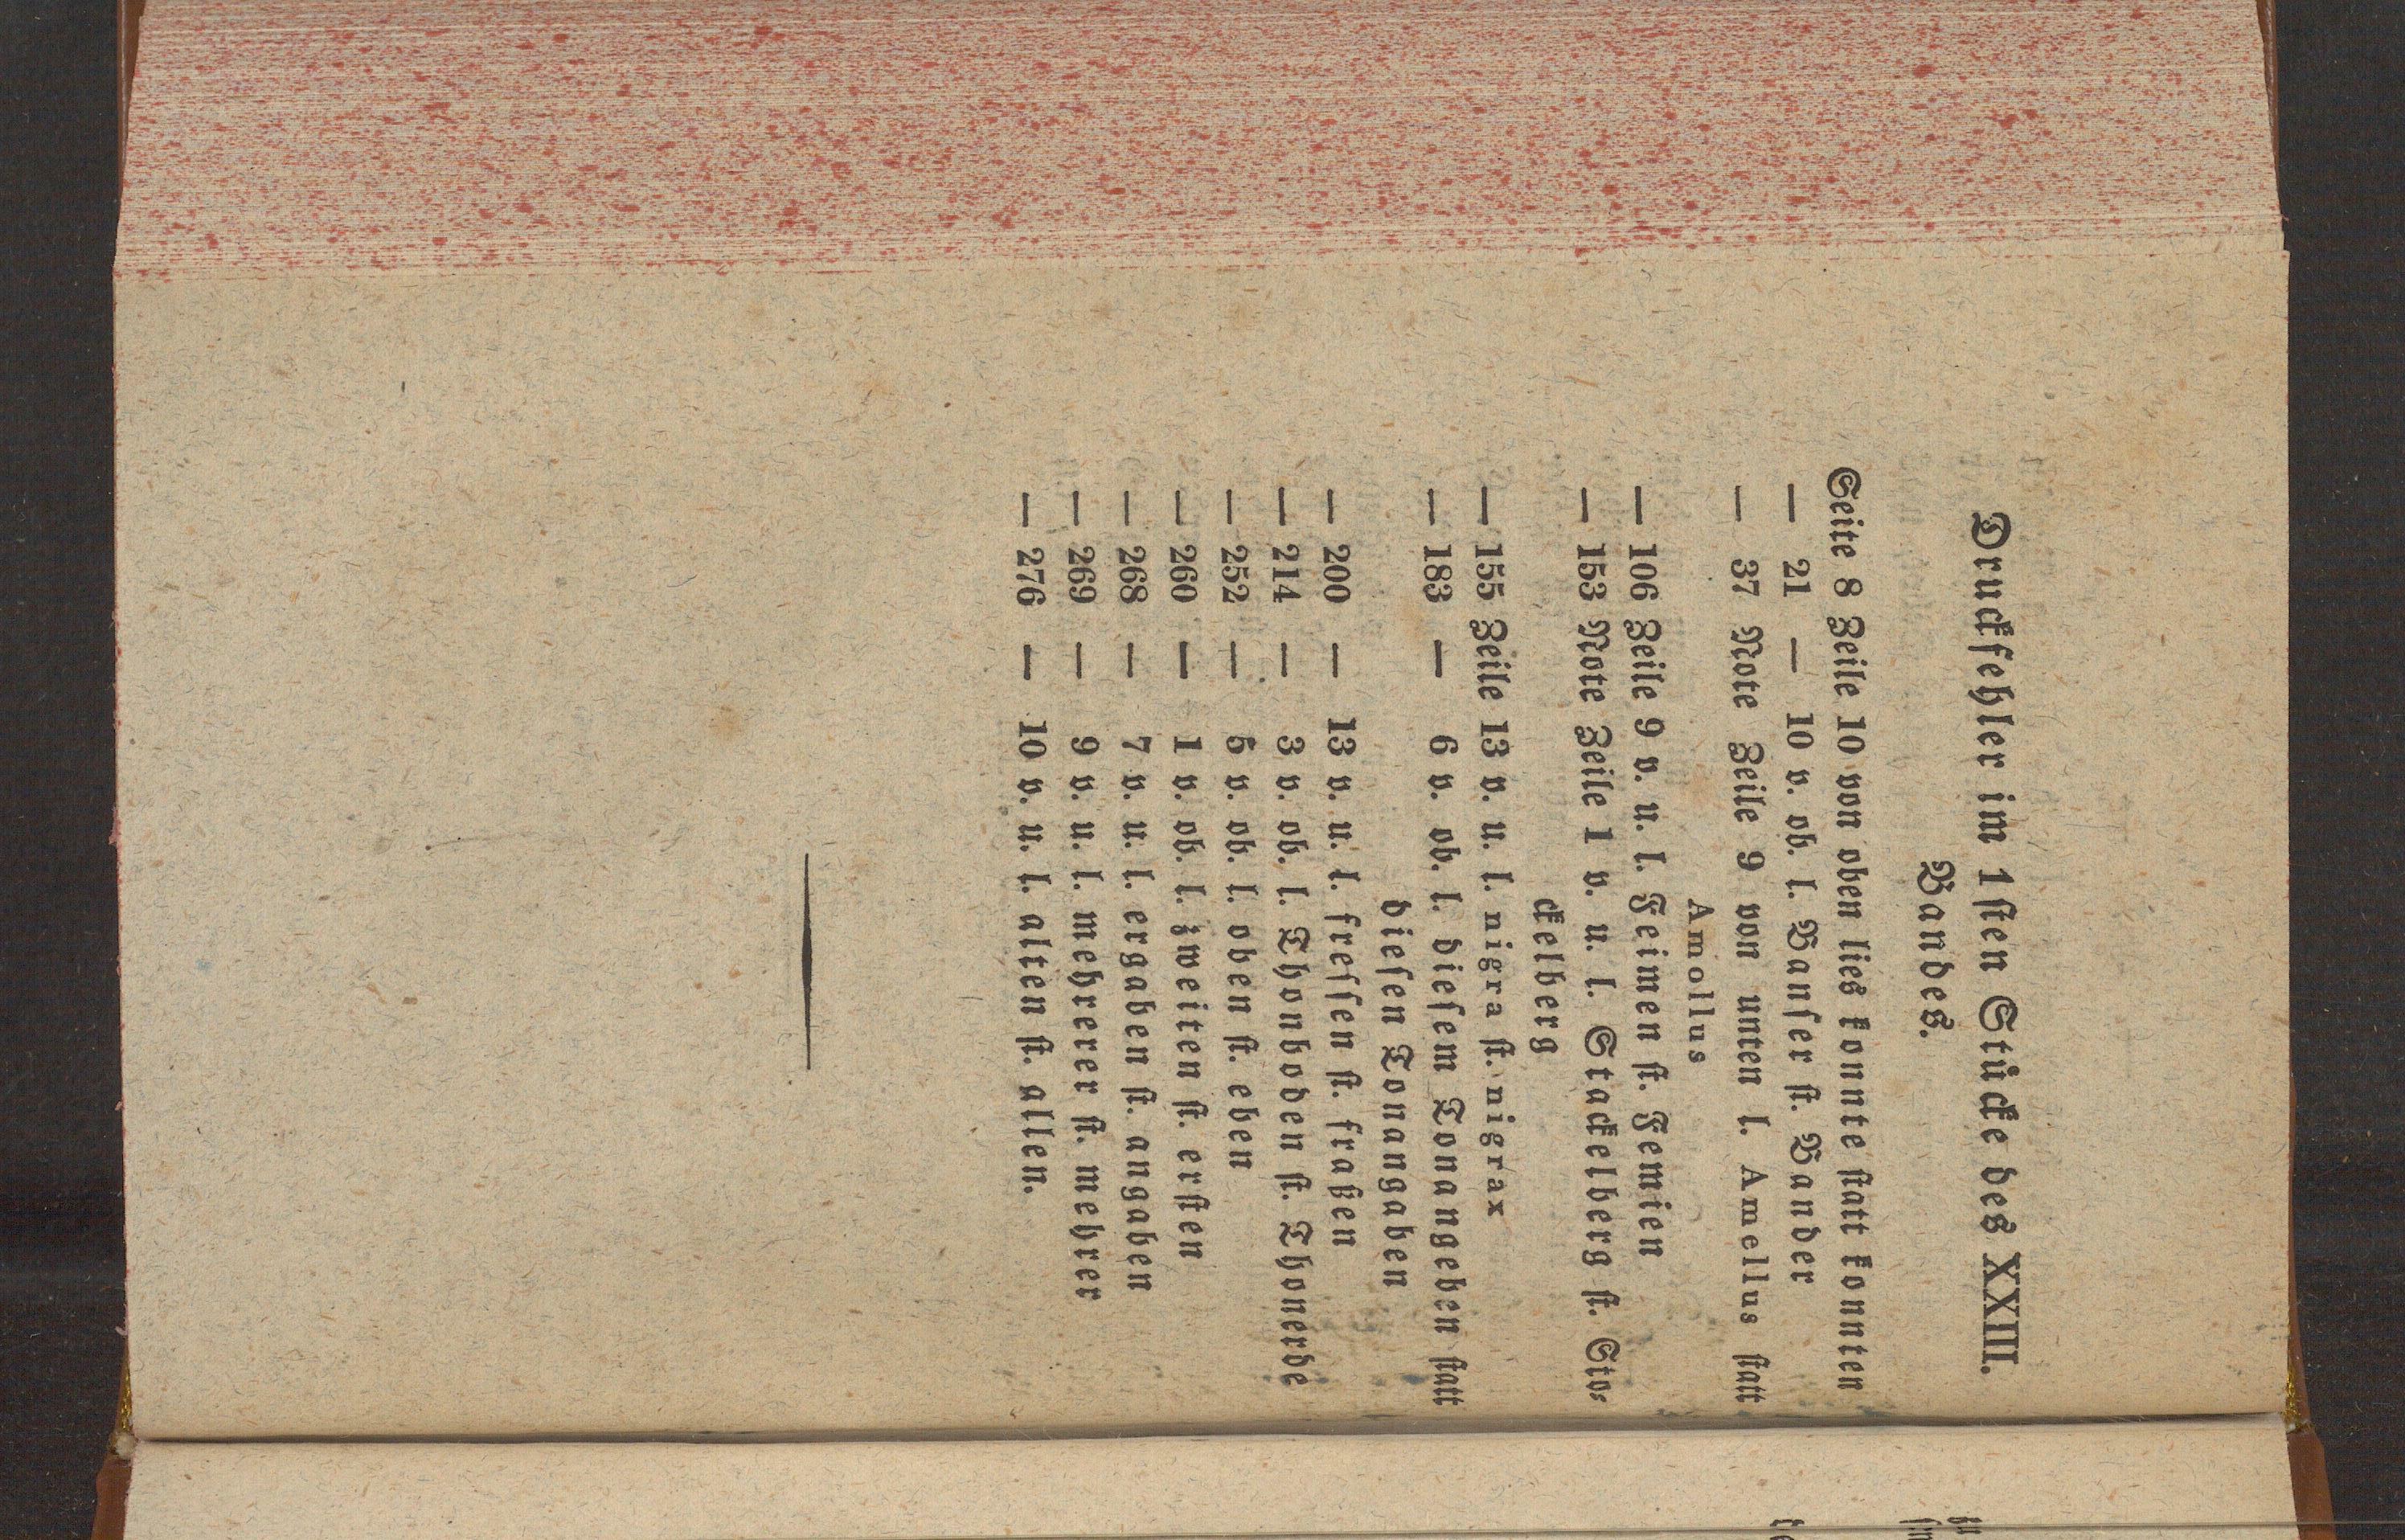 Druckfehler im 1ſten Stücke des XXIII.
Bandes.
Seite 8 Zeile 10 von oben lies konnte ſtatt konnten
— 21 — 10 v. ob. l. Banſer ſt. Bander
— 37 Note Zeile 9 von unten l. Amellus ſtatt
Amollus
— 106 Zeile 9 v. u. l. Feimen ſt. Femien
— 153 Note Zeile 1 v. u. l. Stackelberg ſt. Sto-
ckelberg
— 155 Zeile 13 v. u. l. nigra ſt. nigrax
— 183 — 6 v. ob. l. dieſem Tonangeben ſtatt
dieſen Tonangaben
— 200 — 13 v. u. l. freſſen ſt. fraßen
— 214 — 3 v. ob. l. Thonboden ſt. Thonerde
— 252 — 5 v. ob. l. oben ſt. eben
— 260 — 1 v. ob. l. zweiten ſt. erſten
— 268 — 7 v. u. l. ergaben ſt. angaben
— 269 — 9 v. u. l. mehrerer ſt. mehrer
— 276 — 10 v. u. l. alten ſt. allen.